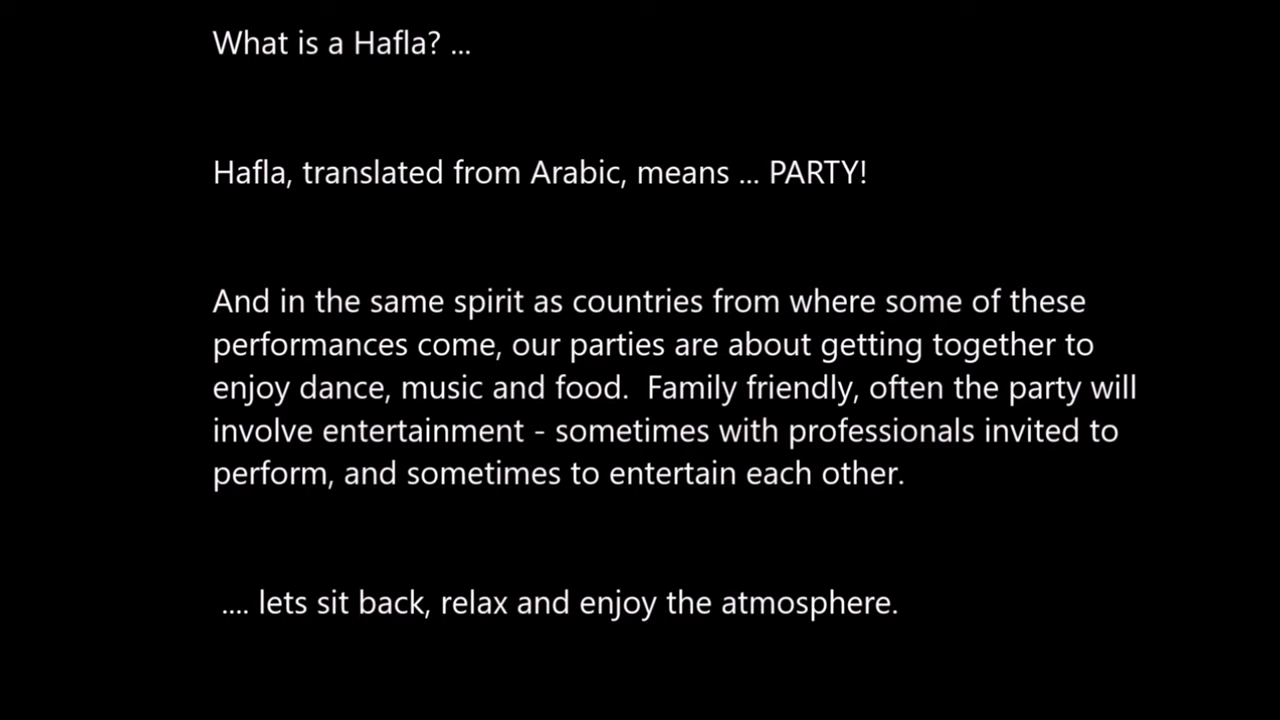 What is a Hafla? ...
Hafla, translated from Arabic, means ... PARTY!
And in the same spirit as countries from where some of these
performances come, our parties are about getting together to
enjoy dance, music and food.  Family friendly, often the party will
involve entertainment - sometimes with professionals invited to
perform, and sometimes to entertain each other.
.... lets sit back, relax and enjoy the atmosphere.